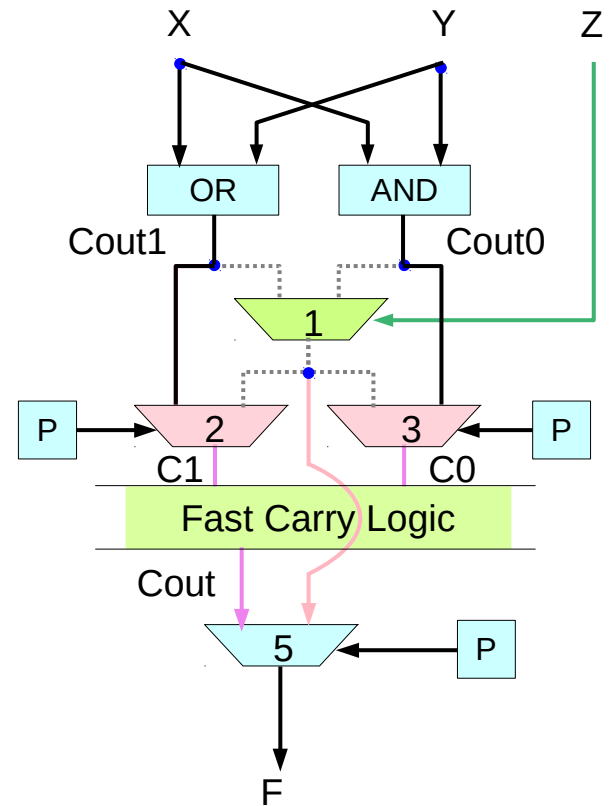 X Y Z
OR AND
Cout1 Cout0
1
P 2 3 P
C1 C0
Fast Carry Logic
Cout
5 P
F